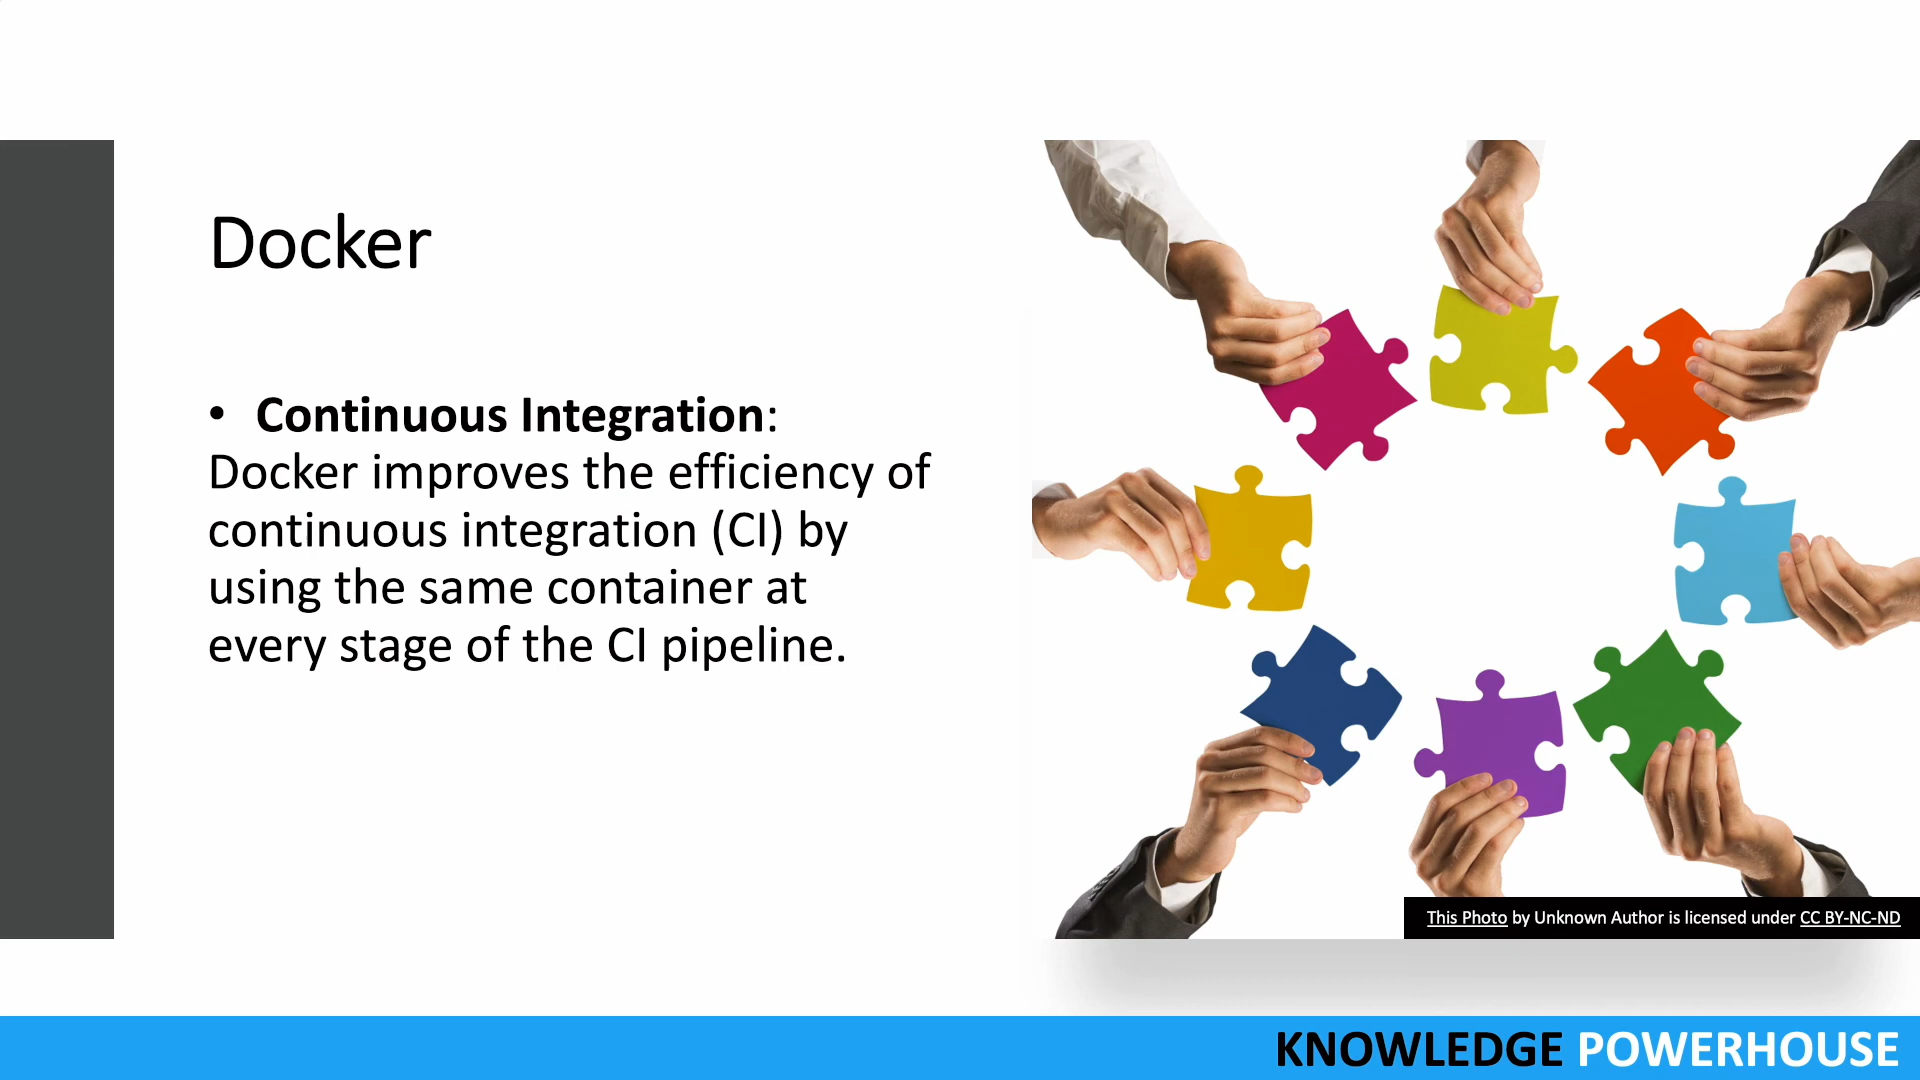 Docker
• Continuous Integration:
Docker improves the efficiency of
continuous integration (CI) by
using the same container at
every stage of the CI pipeline.
This Photo by Unknown Author is licensed under CC BY-NC-ND
KNOWLEDGE POWERHOUSE